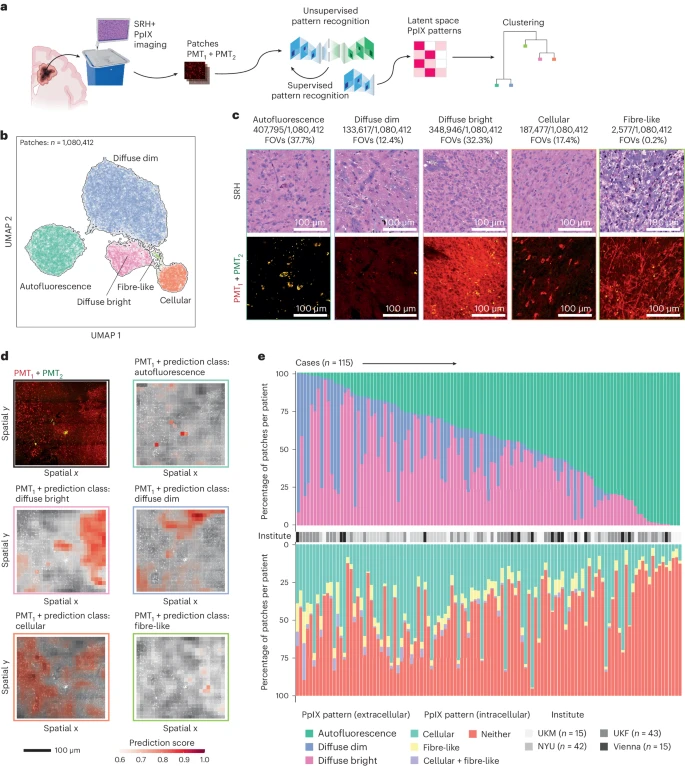 a
SRH+
PpIX
imaging
Patches
PMT1 + PMT2
Unsupervised
pattern recognition
Supervised
pattern recognition
Latent space
PpIX patterns
Clustering
b
Patches: n = 1,080,412
Diffuse dim
Autofluorescence
Diffuse bright
Fibre-like
Cellular
UMAP 2
UMAP 1
c
Autofluorescence
407,795/1,080,412
FOVs (37.7%)
Diffuse dim
133,617/1,080,412
FOVs (12.4%)
Diffuse bright
348,946/1,080,412
FOVs (32.3%)
Cellular
187,477/1,080,412
FOVs (17.4%)
Fibre-like
2,577/1,080,412
FOVs (0.2%)
SRH
100 µm
100 µm
100 µm
100 µm
100 µm
PMT1 + PMT2
100 µm
100 µm
100 µm
100 µm
100 µm
d
PMT1 + PMT2
Spatial y
Spatial x
PMT1 + prediction class:
autofluorescence
Spatial x
PMT1 + prediction class:
diffuse bright
Spatial y
Spatial x
PMT1 + prediction class:
diffuse dim
Spatial x
PMT1 + prediction class:
cellular
Spatial y
Spatial x
PMT1 + prediction class:
fibre-like
Spatial x
100 µm
Prediction score
0.6 0.7 0.8 0.9 1.0
e
Cases (n = 115)
Percentage of patches per patient
100
75
50
25
0
Institute
Percentage of patches per patient
0
25
50
75
100
PpIX pattern (extracellular)
Autofluorescence
Diffuse dim
Diffuse bright
PpIX pattern (intracellular)
Cellular
Fibre-like
Cellular + fibre-like
Neither
Institute
UKM (n = 15)
NYU (n = 42)
UKF (n = 43)
Vienna (n = 15)